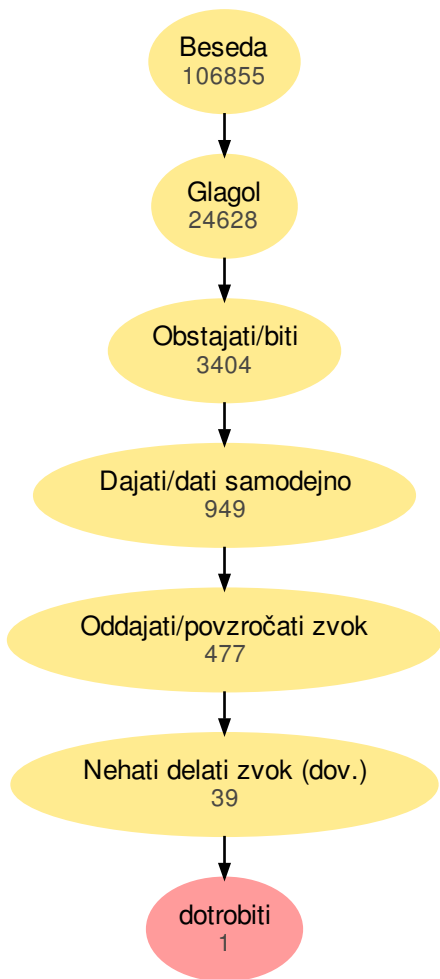 Beseda
106855
Glagol
24628
Obstajati/biti
3404
Dajati/dati samodejno
949
Oddajati/povzročati zvok
477
Nehati delati zvok (dov.)
39
dotrobiti
1